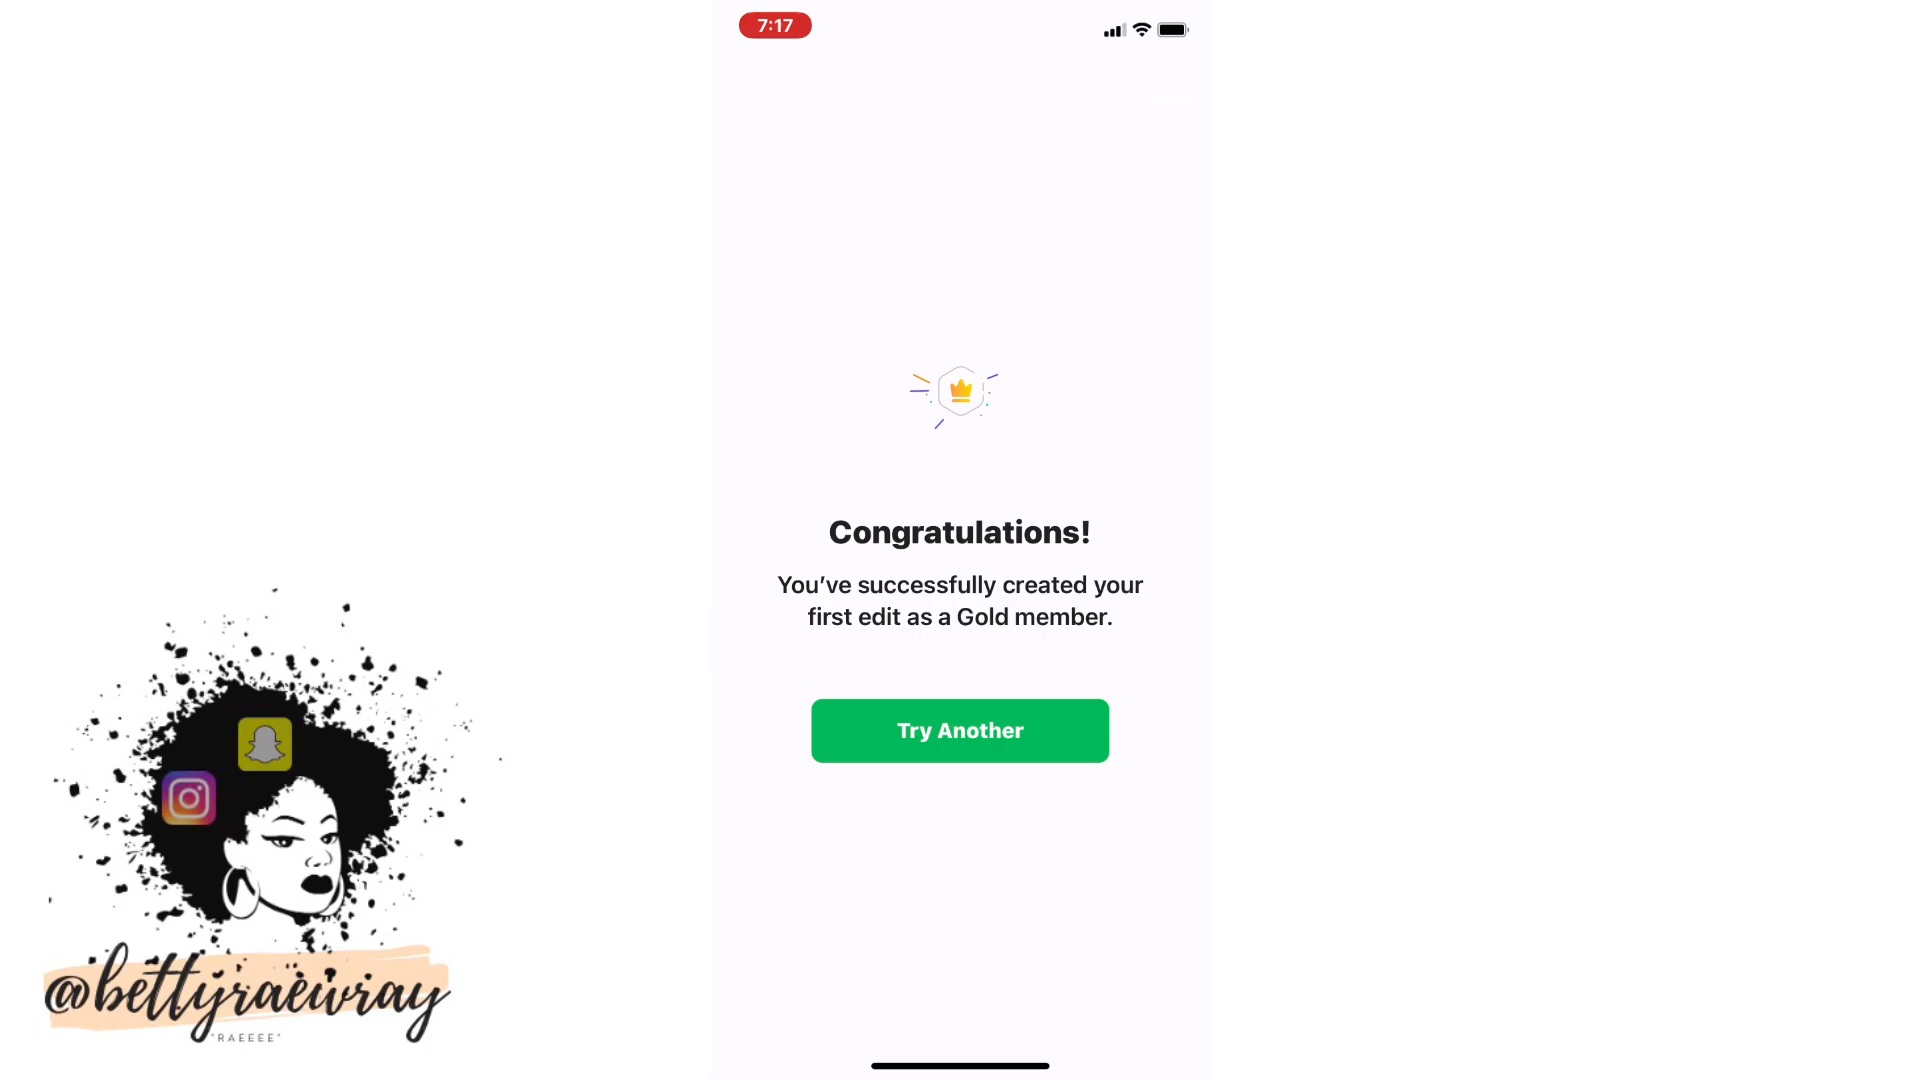 7:17
Congratulations!
You’ve successfully created your
first edit as a Gold member.
Try Another
@bettyraewray
"RAEEEE"